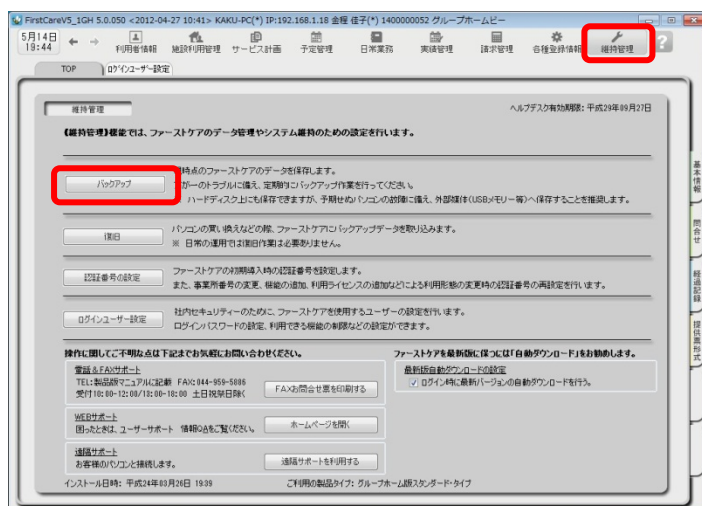 FirstCareV5_1GH 5.0.050 <2012-04-27 10:41> KAKU-PC(*) IP:192.168.1.18 金程 佳子(*) 1400000052 グループホームビー
5月14日
19:44
利用者情報 施設利用管理 サービス計画 予定管理 日常業務 実績管理 請求管理 各種登録情報 維持管理
TOP ログインユーザー設定
維持管理 ヘルプデスク有効期限: 平成29年09月27日
【維持管理】機能では、ファーストケアのデータ管理やシステム維持のための設定を行います。
時点のファーストケアのデータを保存します。
バックアップ
ガーのトラブルに備え、定期的にバックアップ作業を行ってください。
ハードディスク上にも保存できますが、予期せぬパソコンの故障に備え、外部媒体(USBメモリー等)へ保存することを推奨します。
復旧
パソコンの買い換えなどの際、ファーストケアにバックアップデータを取り込みます。
※ 日常の運用では復旧作業は必要ありません。
認証番号の設定
ファーストケアの初期導入時の認証番号を設定します。
また、事業所番号の変更、機能の追加、利用ライセンスの追加などによる利用形態の変更時の認証番号の再設定を行います。
ログインユーザー設定
社内セキュリティーのために、ファーストケアを使用するユーザーの設定を行います。
ログインパスワードの設定、利用できる機能の制限などの設定ができます。
操作に関してご不明な点は下記までお気軽にお問い合わせください。
電話&FAXサポート
TEL:製品版マニュアルに記載 FAX:044-959-5086
受付10:00-12:00/13:00-18:00 土日祝祭日除く
FAXお問合せ票を印刷する
WEBサポート
困ったときは、ユーザーサポート 情報QAをご覧ください。
ホームページを開く
遠隔サポート
お客様のパソコンと接続します。
遠隔サポートを利用する
ファーストケアを最新版に保つには「自動ダウンロード」をお勧めします。
最新版自動ダウンロードの設定
ログイン時に最新バージョンの自動ダウンロードを行う。
インストール日時: 平成24年03月26日 1939 ご利用の製品タイプ: グループホーム版スタンダード・タイプ
基本情報
問合せ
経過記録
提供票形式